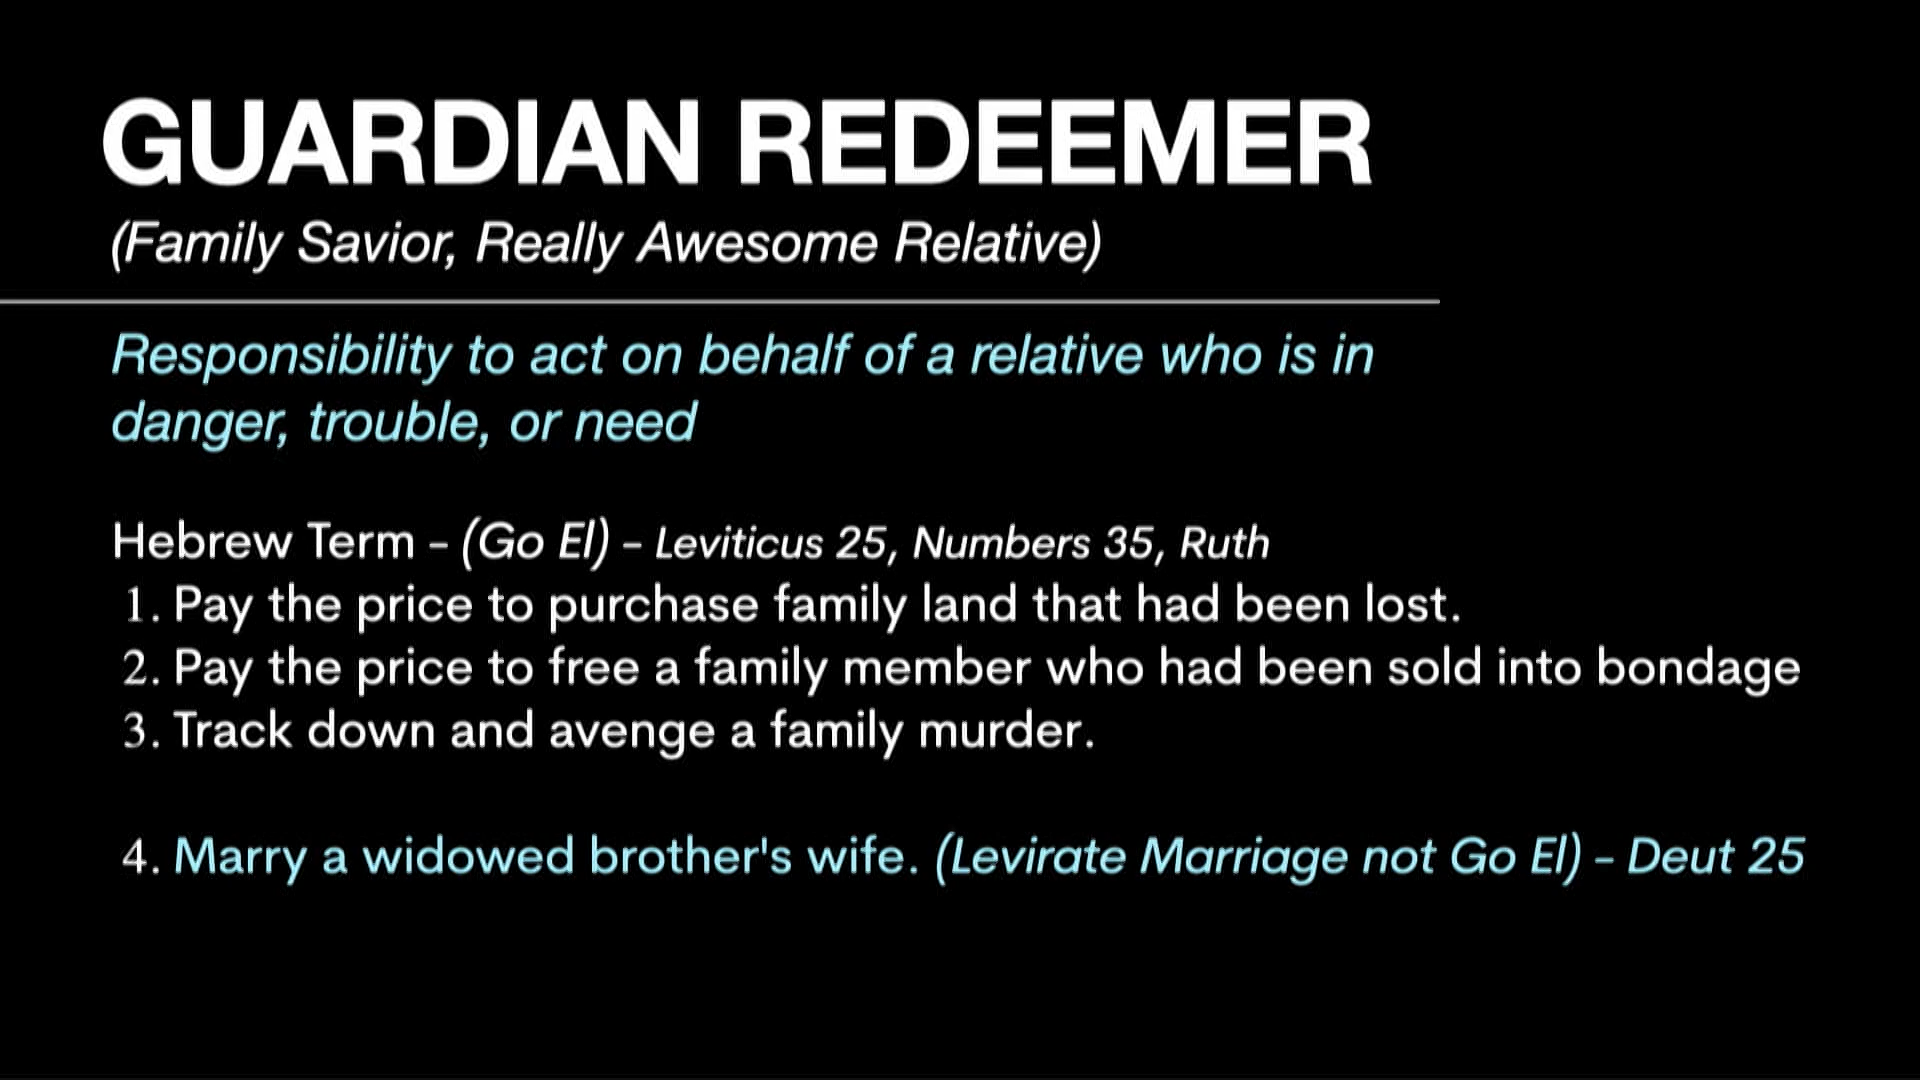 GUARDIAN REDEEMER
(Family Savior, Really Awesome Relative)
Responsibility to act on behalf of a relative who is in
danger, trouble, or need
Hebrew Term – (Go El) – Leviticus 25, Numbers 35, Ruth
1. Pay the price to purchase family land that had been lost.
2. Pay the price to free a family member who had been sold into bondage
3. Track down and avenge a family murder.
4. Marry a widowed brother's wife. (Levirate Marriage not Go El) – Deut 25